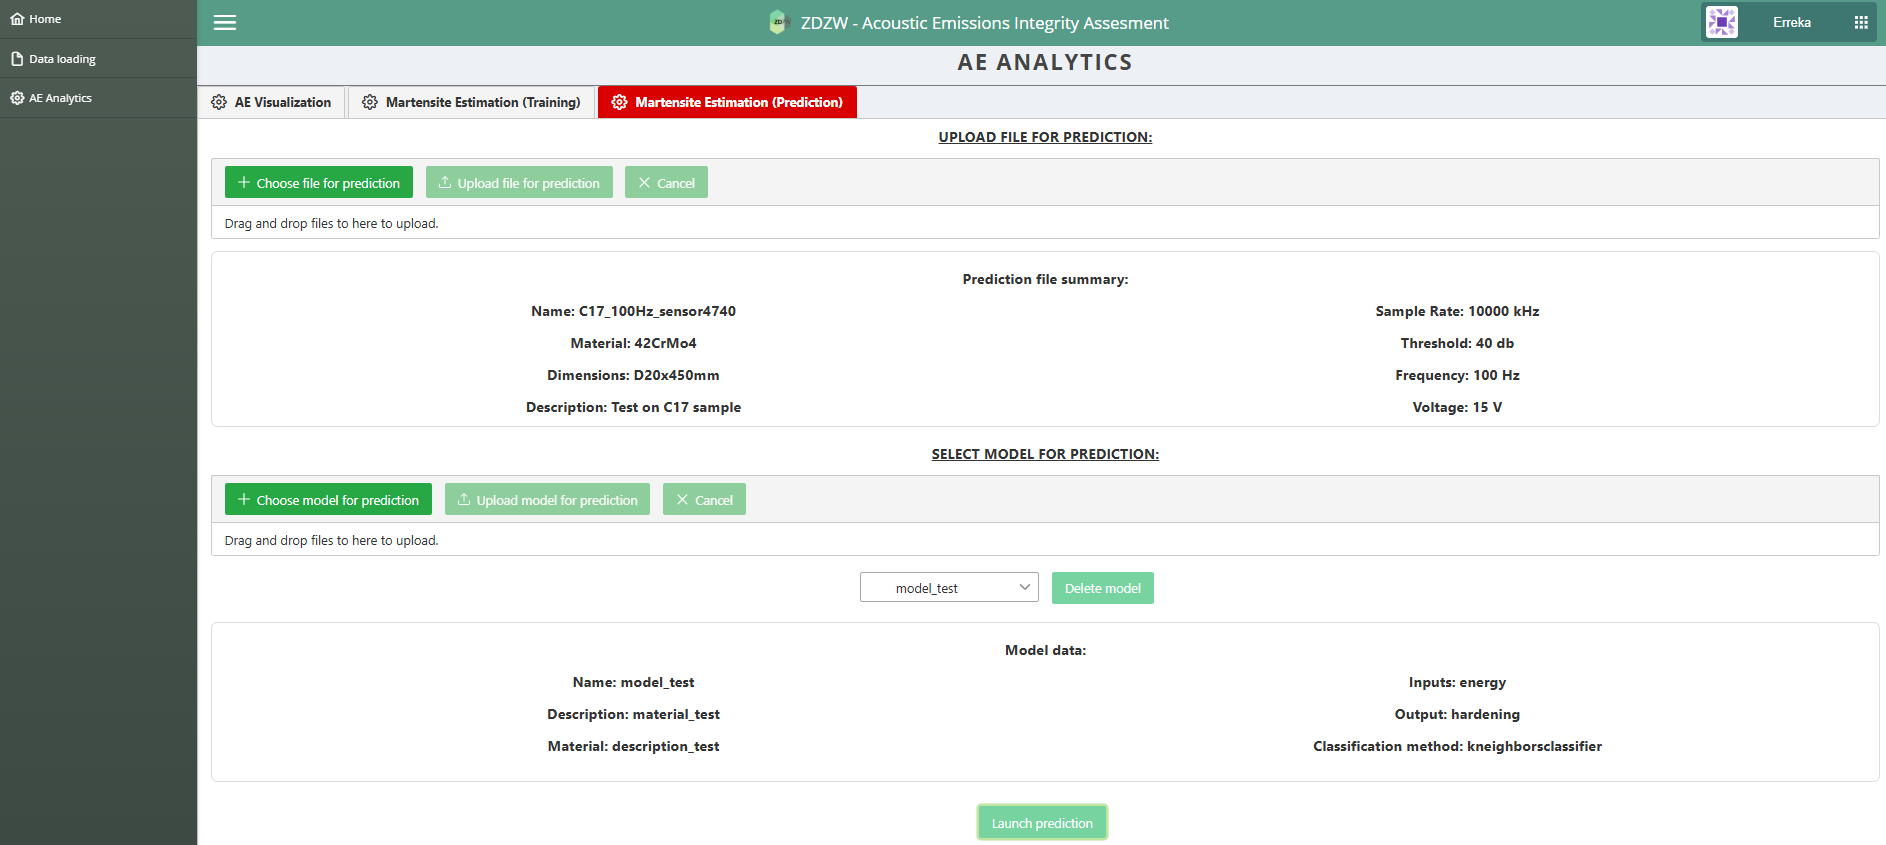 Home
Data loading
AE Analytics
ZDZW - Acoustic Emissions Integrity Assesment
Erreka
AE ANALYTICS
AE Visualization
Martensite Estimation (Training)
Martensite Estimation (Prediction)
UPLOAD FILE FOR PREDICTION:
Choose file for prediction
Upload file for prediction
Cancel
Drag and drop files to here to upload.
Prediction file summary:
Name: C17_100Hz_sensor4740
Material: 42CrMo4
Dimensions: D20x450mm
Description: Test on C17 sample
Sample Rate: 10000 kHz
Threshold: 40 db
Frequency: 100 Hz
Voltage: 15 V
SELECT MODEL FOR PREDICTION:
Choose model for prediction
Upload model for prediction
Cancel
Drag and drop files to here to upload.
model_test
Delete model
Model data:
Name: model_test
Description: material_test
Material: description_test
Inputs: energy
Output: hardening
Classification method: kneighborsclassifier
Launch prediction